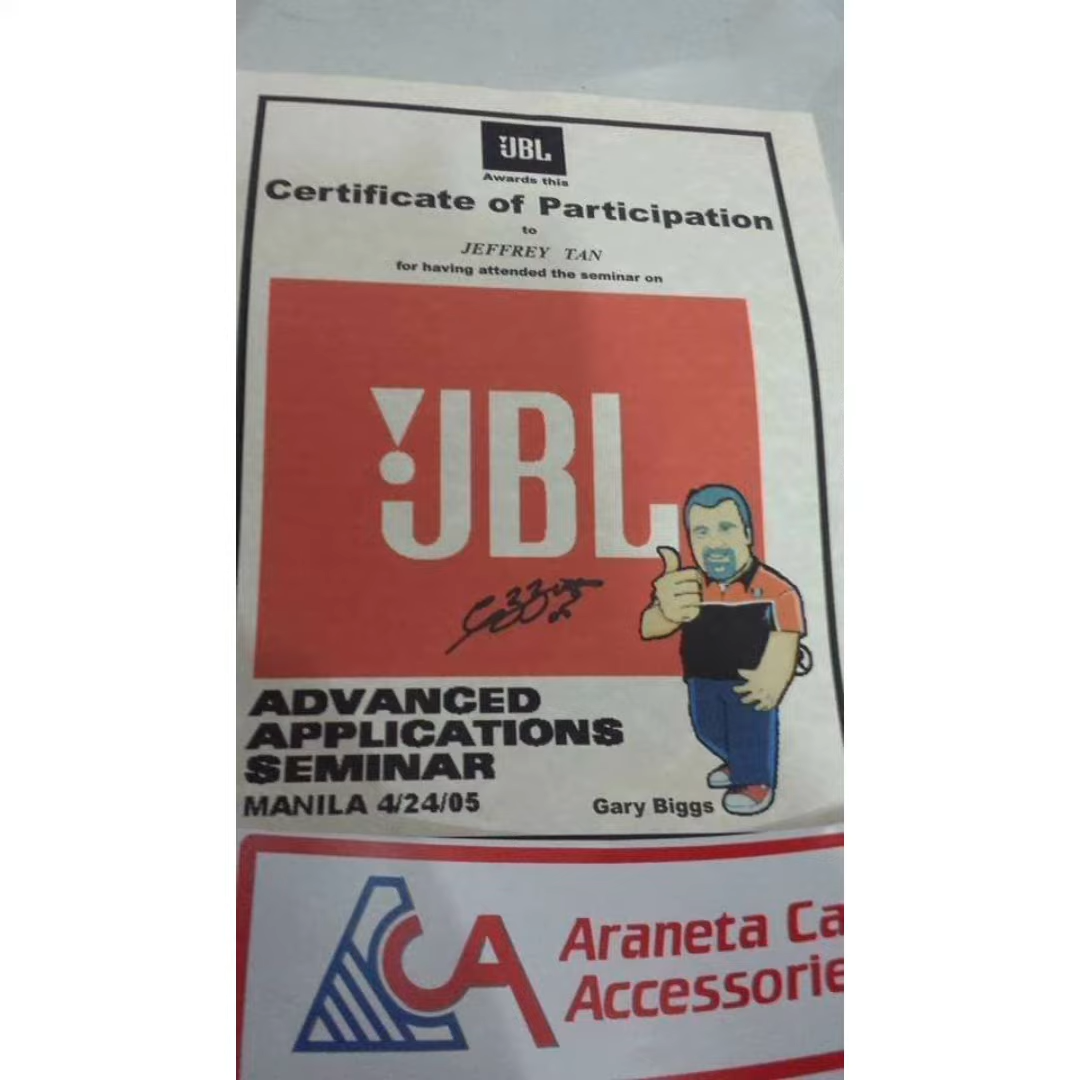 JBL
Awards this
Certificate of Participation
to
JEFFREY TAN
for having attended the seminar on
JBL
ADVANCED
APPLICATIONS
SEMINAR
MANILA 4/24/05
Gary Biggs
ACA
Araneta Ca
Accessorie